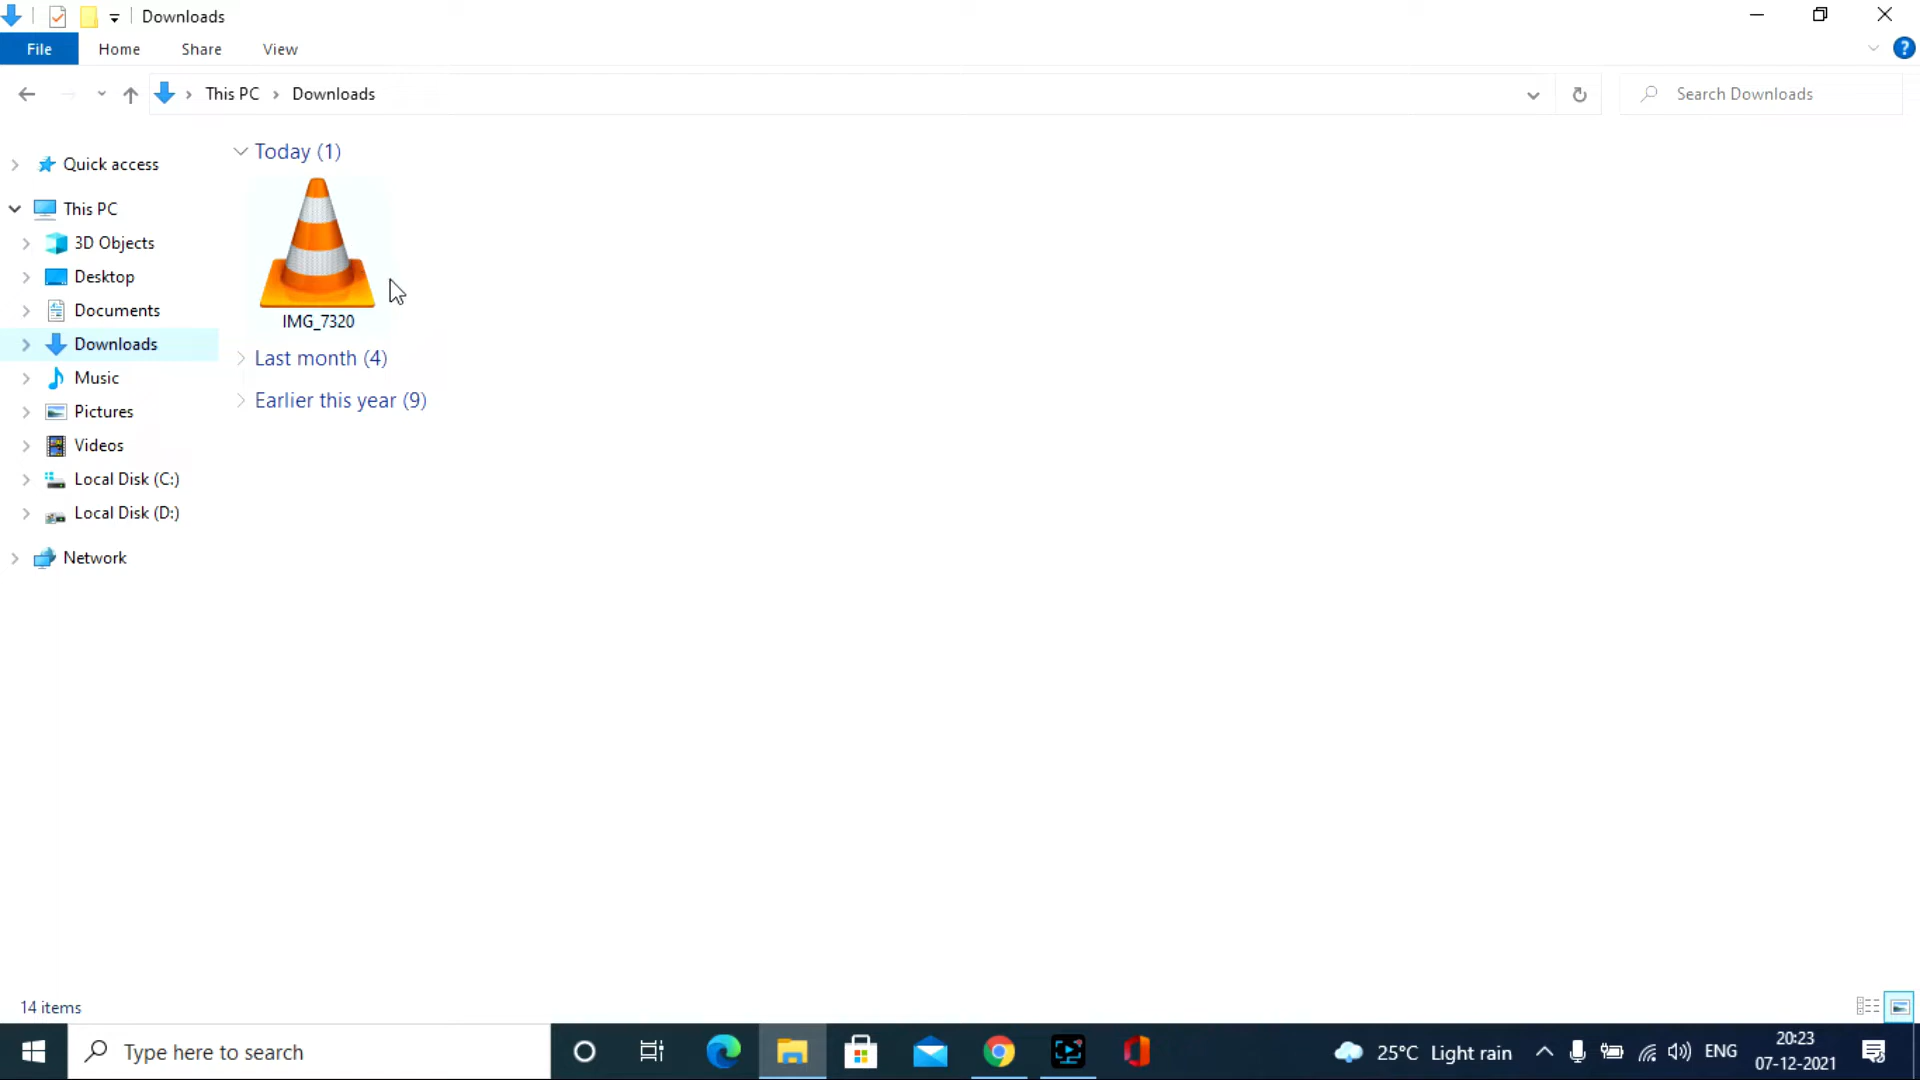 Downloads
File Home Share View
This PC Downloads
Search Downloads
Quick access
This PC
3D Objects
Desktop
Documents
Downloads
Music
Pictures
Videos
Local Disk (C:)
Local Disk (D:)
Network
Today (1)
IMG_7320
Last month (4)
Earlier this year (9)
14 items
Type here to search
25°C Light rain
ENG
20:23
07-12-2021